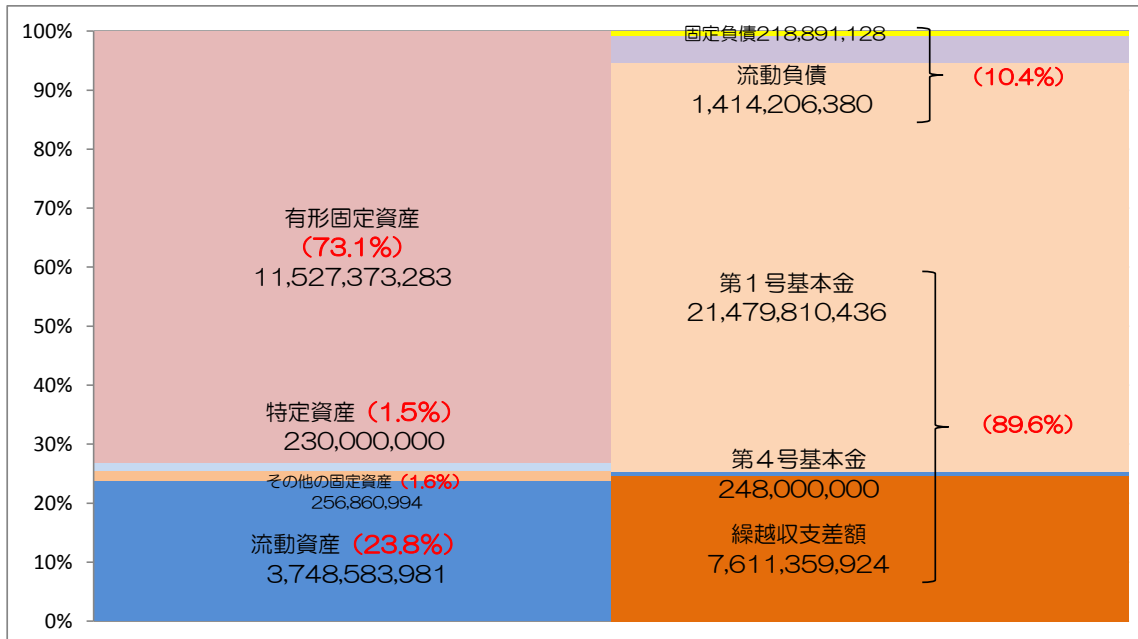 100%
90%
80%
70%
60%
50%
40%
30%
20%
10%
0%
有形固定資産
(73.1%)
11,527,373,283
特定資産 (1.5%)
230,000,000
その他の固定資産 (1.6%)
256,860,994
流動資産 (23.8%)
3,748,583,981
固定負債218,891,128
流動負債
1,414,206,380
(10.4%)
第１号基本金
21,479,810,436
(89.6%)
第４号基本金
248,000,000
繰越収支差額
7,611,359,924